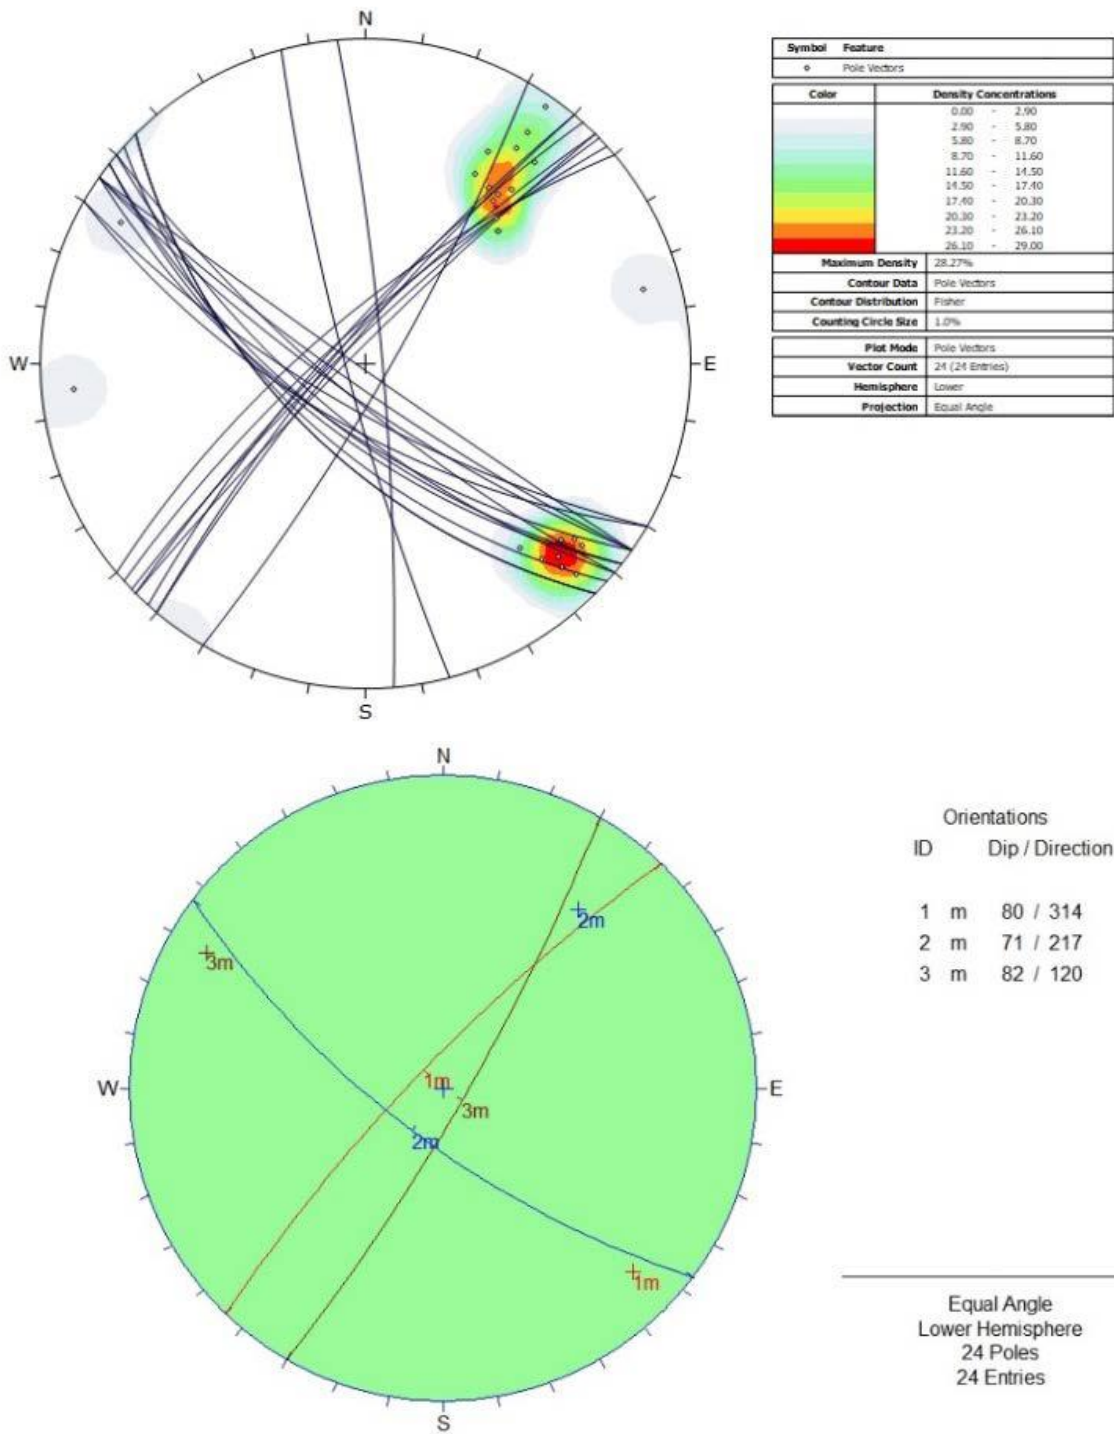 N
W
E
S
Symbol Feature
Pole Vectors
Color Density Concentrations
0.00 - 2.90
2.90 - 5.80
5.80 - 8.70
8.70 - 11.60
11.60 - 14.50
14.50 - 17.40
17.40 - 20.30
20.30 - 23.20
23.20 - 26.10
26.10 - 29.00
Maximum Density 28.27%
Contour Data Pole Vectors
Contour Distribution Fisher
Counting Circle Size 1.0%
Plot Mode Pole Vectors
Vector Count 24 (24 Entries)
Hemisphere Lower
Projection Equal Angle
N
2m
3m
W
1m
E
3m
2m
1m
S
Orientations
ID Dip / Direction
1 m 80 / 314
2 m 71 / 217
3 m 82 / 120
Equal Angle
Lower Hemisphere
24 Poles
24 Entries